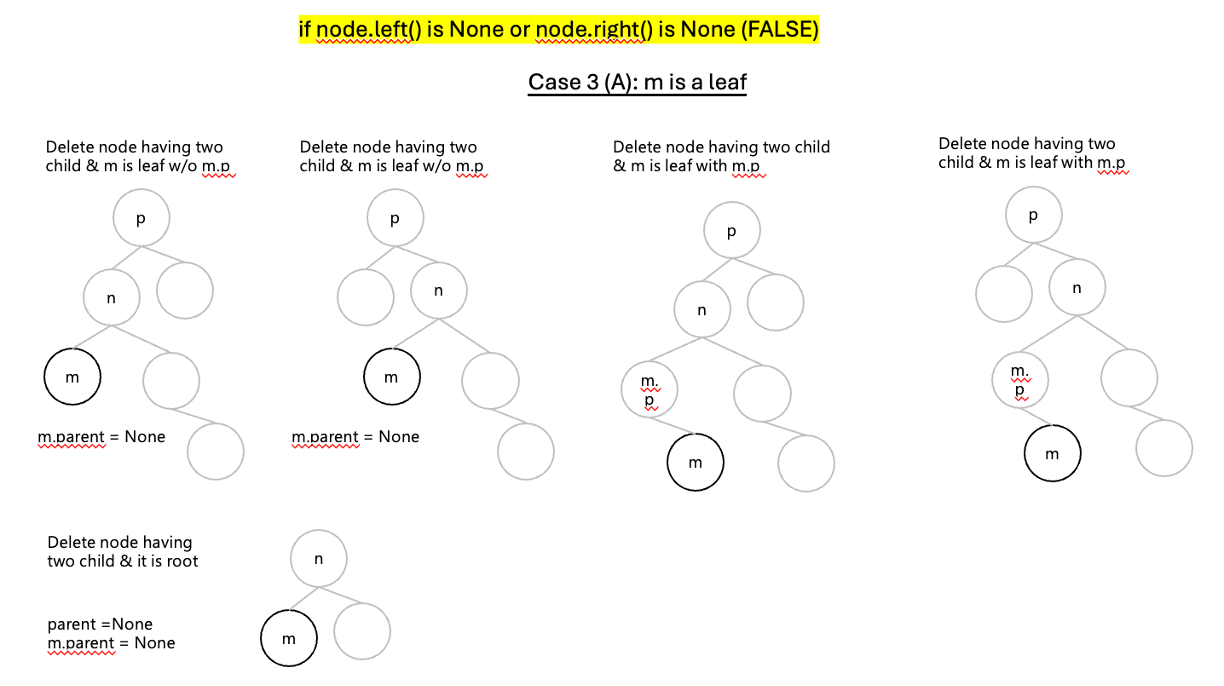 if node.left() is None or node.right() is None (FALSE)
Case 3 (A): m is a leaf
Delete node having two
child & m is leaf w/o m.p
p
n
m
m.parent = None
Delete node having two
child & m is leaf w/o m.p
p
n
m
m.parent = None
Delete node having two child
& m is leaf with m.p
p
n
m.
p
m
Delete node having two
child & m is leaf with m.p
p
n
m.
p
m
Delete node having
two child & it is root
parent =None
m.parent = None
n
m